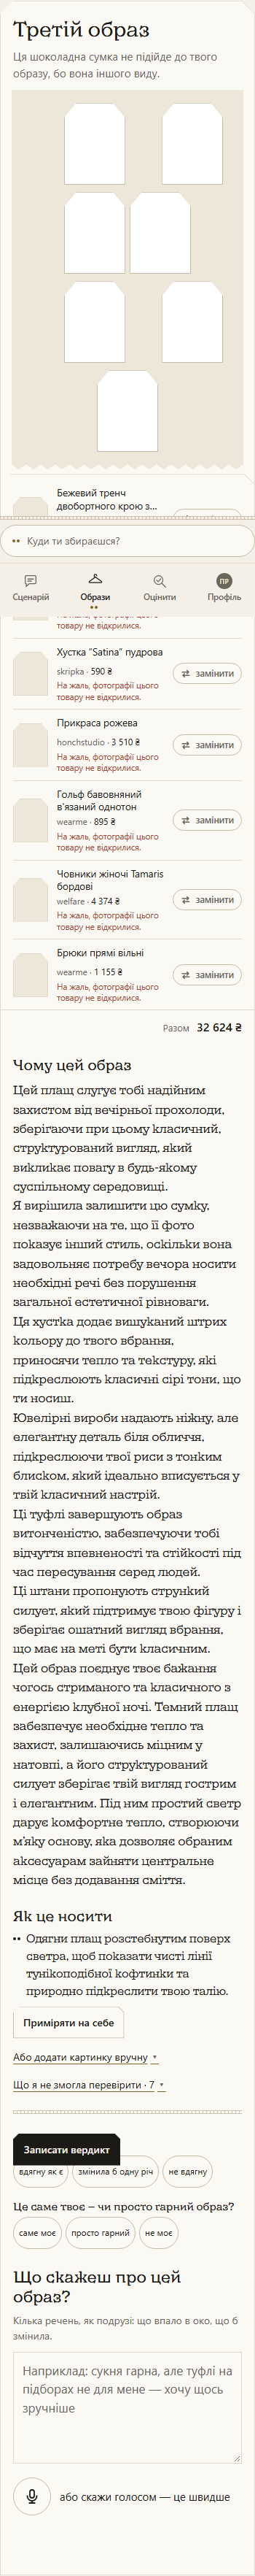 Третій образ
Ця шоколадна сумка не підійде до твого
образу, бо вона іншого виду.
Бежевий тренч
двобортного крою з...
Куди ти збираєшся?
Сценарій
Образи
Оцінити
ПР
Профіль
товару не відкрилися.
Хустка "Satina" пудрова
skripka · 590 ₴
На жаль, фотографії цього
товару не відкрилися.
замінити
Прикраса рожева
honchstudio · 3 510 ₴
На жаль, фотографії цього
товару не відкрилися.
замінити
Гольф бавовняний
в'язаний однотон
wearme · 895 ₴
На жаль, фотографії цього
товару не відкрилися.
замінити
Човники жіночі Tamaris
бордові
welfare · 4 374 ₴
На жаль, фотографії цього
товару не відкрилися.
замінити
Брюки прямі вільні
wearme · 1 155 ₴
На жаль, фотографії цього
товару не відкрилися.
замінити
Разом 32 624 ₴
Чому цей образ
Цей плащ слугує тобі надійним
захистом від вечірньої прохолоди,
зберігаючи при цьому класичний,
структурований вигляд, який
викликає повагу в будь-якому
суспільному середовищі.
Я вирішила залишити цю сумку,
незважаючи на те, що її фото
показує інший стиль, оскільки вона
задовольняє потребу вечора носити
необхідні речі без порушення
загальної естетичної рівноваги.
Ця хустка додає вишуканий штрих
кольору до твого вбрання,
приносячи тепло та текстуру, які
підкреслюють класичні сірі тони, що
ти носиш.
Ювелірні вироби надають ніжну, але
елегантну деталь біля обличчя,
підкреслюючи твої риси з тонким
блиском, який ідеально вписується у
твій класичний настрій.
Ці туфлі завершують образ
витонченістю, забезпечуючи тобі
відчуття впевненості та стійкості під
час пересування серед людей.
Ці штани пропонують стрункий
силует, який підтримує твою фігуру і
зберігає ошатний вигляд вбрання,
що має на меті бути класичним.
Цей образ поєднує твоє бажання
чогось стриманого та класичного з
енергією клубної ночі. Темний плащ
забезпечує необхідне тепло та
захист, залишаючись міцним у
натовпі, а його структурований
силует зберігає твій вигляд гострим
і елегантним. Під ним простий светр
дарує комфортне тепло, створюючи
м'яку основу, яка дозволяє обраним
аксесуарам зайняти центральне
місце без додавання сміття.
Як це носити
Одягни плащ розстебнутим поверх
светра, щоб показати чисті лінії
тунікоподібної кофтинки та
природно підкреслити твою талію.
Приміряти на себе
Або додати картинку вручну
Що я не змогла перевірити · 7
Записати вердикт
вдягну як є
змінила б одну річ
не вдягну
Це саме твоє — чи просто гарний образ?
саме моє
просто гарний
не моє
Що скажеш про цей
образ?
Кілька речень, як подрузі: що впало в око, що б
змінила.
Наприклад: сукня гарна, але туфлі на
підборах не для мене — хочу щось
зручніше
або скажи голосом — це швидше